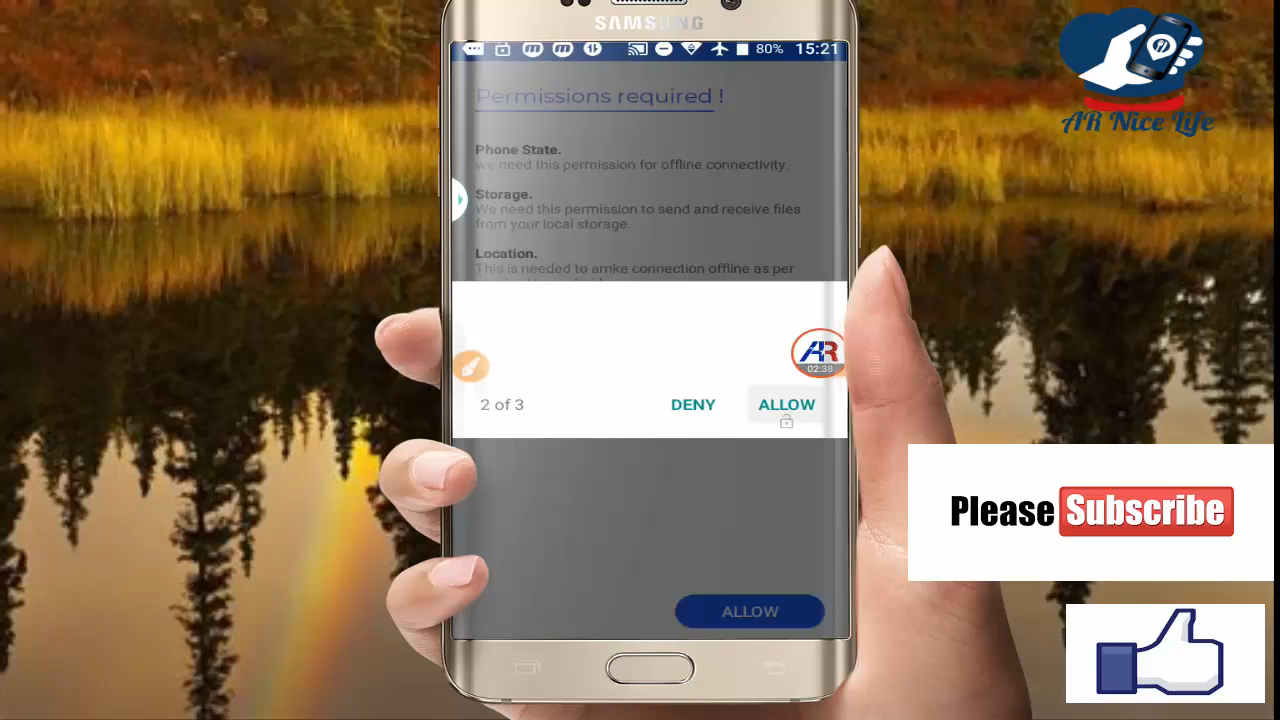 SAMSUNG
80% 15:21
Permissions required !
Phone State.
we need this permission for offline connectivity.
Storage.
We need this permission to send and receive files
from your local storage.
Location.
This is needed to amke connection offline as per
AR
02:38
2 of 3
DENY
ALLOW
ALLOW
AR Nice Life
Please Subscribe